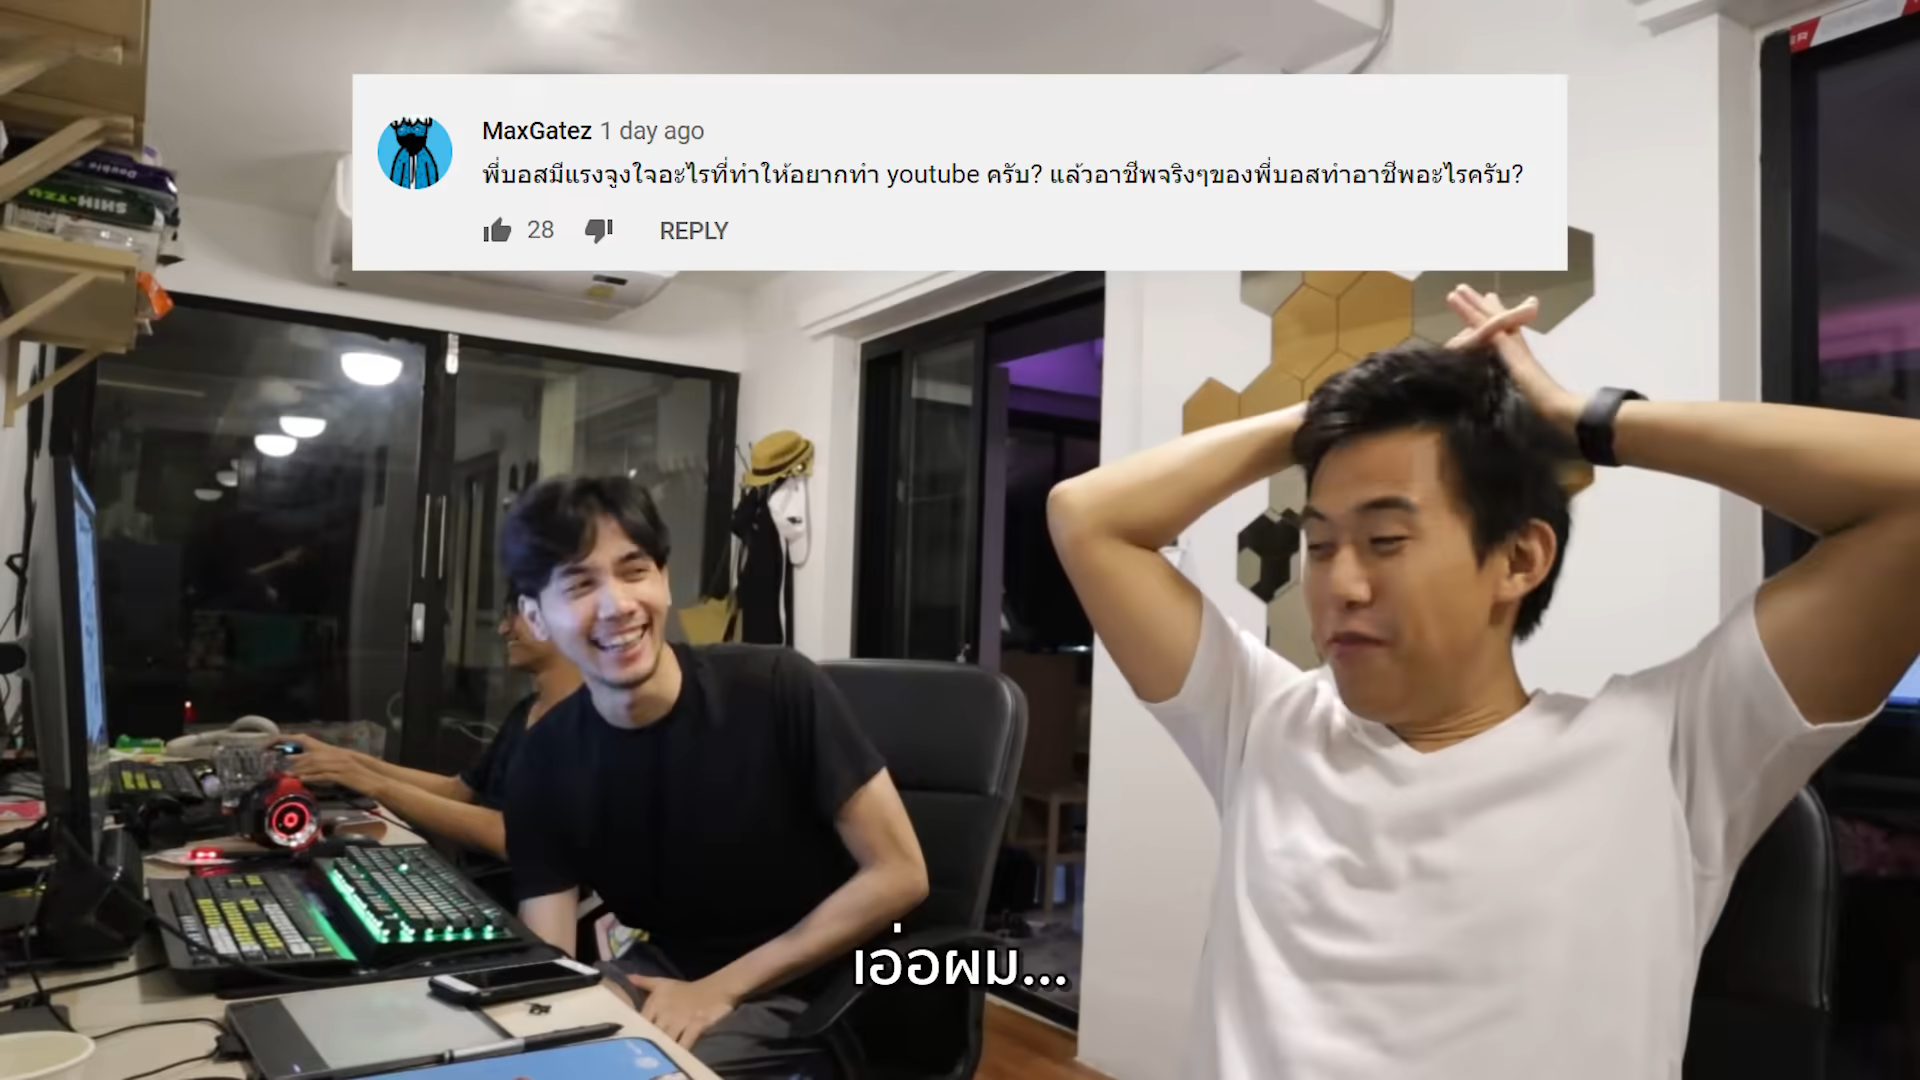 MaxGatez 1 day ago
พี่บอสมีแรงจูงใจอะไรที่ทำให้อยากทำ youtube ครับ? แล้วอาชีพจริงๆของพี่บอสทำอาชีพอะไรครับ?
28 REPLY
SHIH-TZU
Double
เอ่อผม...